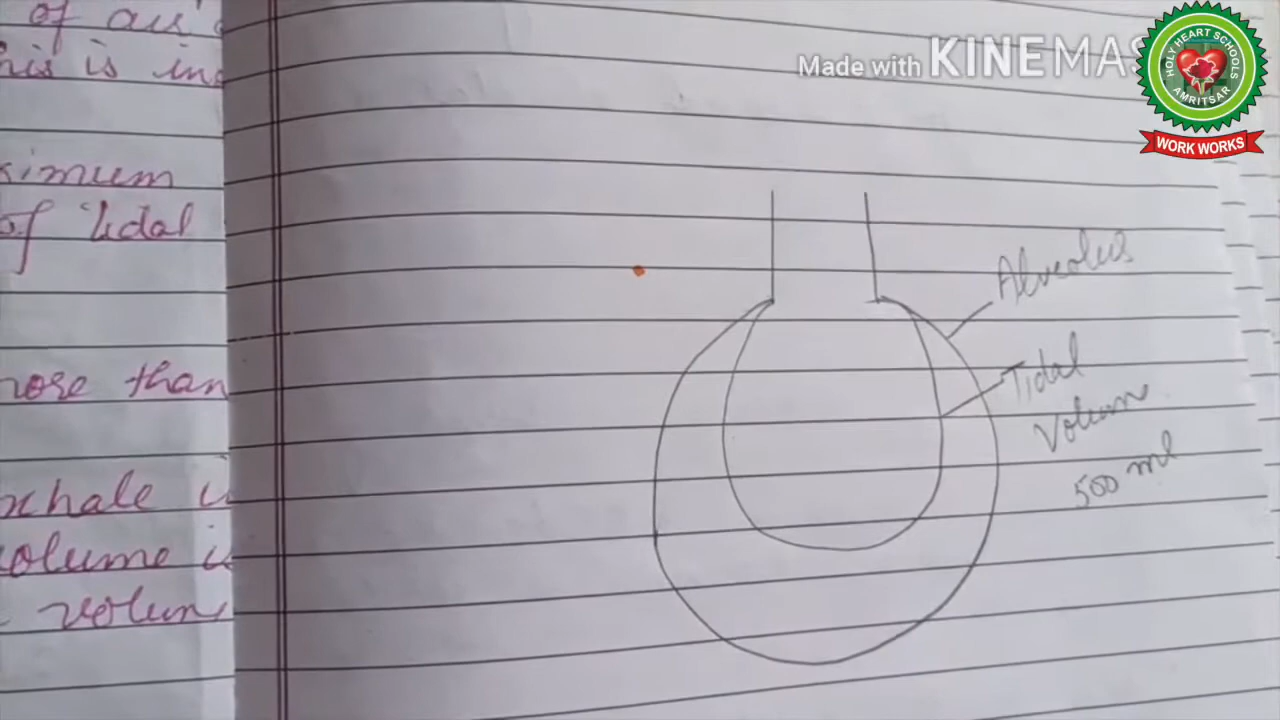 of air
his is in
ximum
of Tidal
more than
xhale i
volume i
volum
Alveolus
Tidal
Volum
500 ml
Made with KINEMAS
HOLY HEART SCHOOLS
AMRITSAR
WORK WORKS